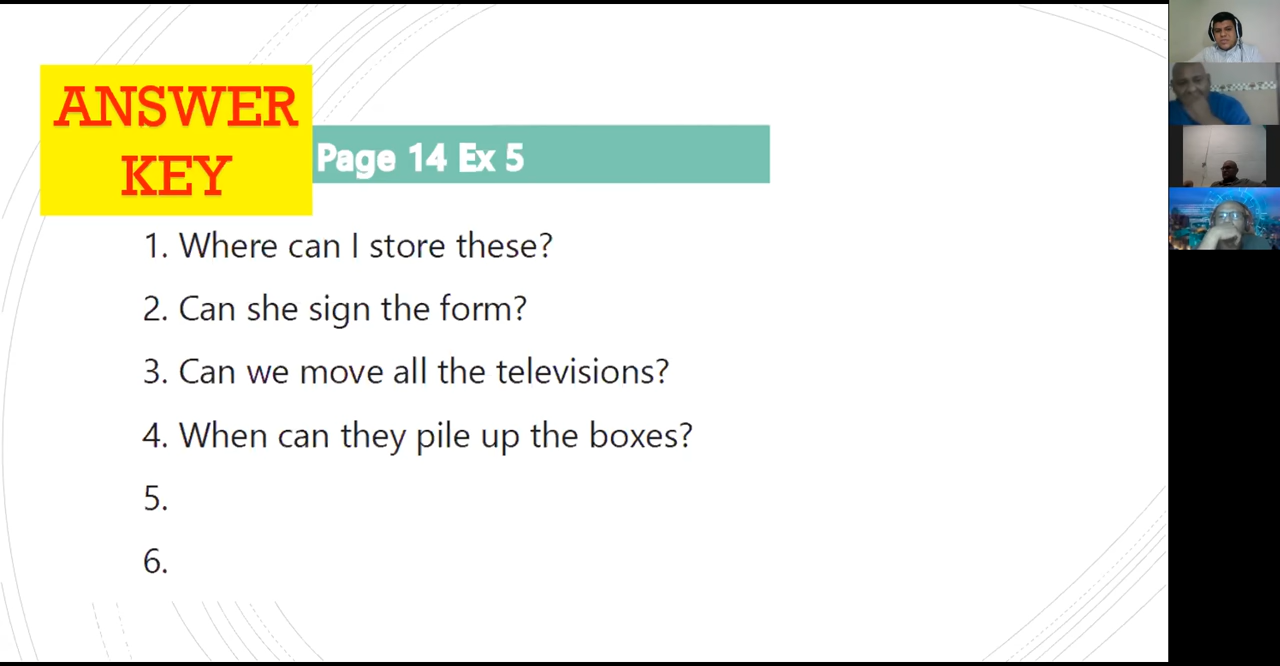 ANSWER
KEY
Page 14 Ex 5
1. Where can I store these?
2. Can she sign the form?
3. Can we move all the televisions?
4. When can they pile up the boxes?
5.
6.